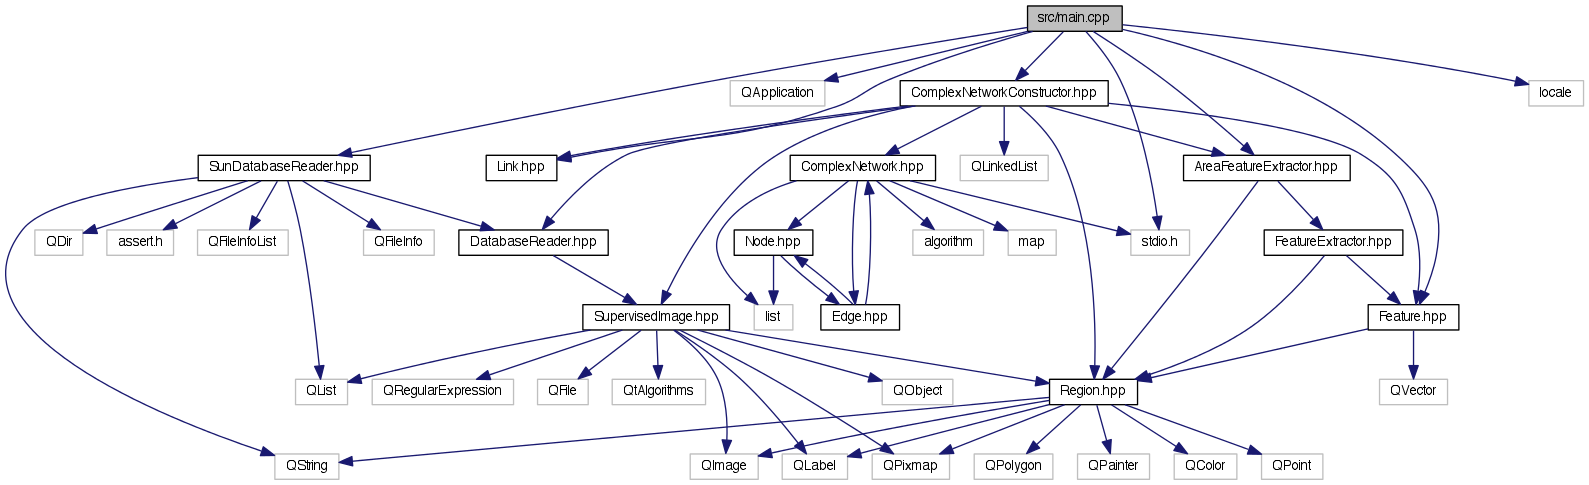 src/main.cpp
QApplication
ComplexNetworkConstructor.hpp
locale
SunDatabaseReader.hpp
Link.hpp
ComplexNetwork.hpp
QLinkedList
AreaFeatureExtractor.hpp
QDir
assert.h
QFileInfoList
QFileInfo
DatabaseReader.hpp
Node.hpp
algorithm
map
stdio.h
FeatureExtractor.hpp
SupervisedImage.hpp
list
Edge.hpp
Feature.hpp
QList
QRegularExpression
QFile
QtAlgorithms
QObject
Region.hpp
QVector
QString
QImage
QLabel
QPixmap
QPolygon
QPainter
QColor
QPoint